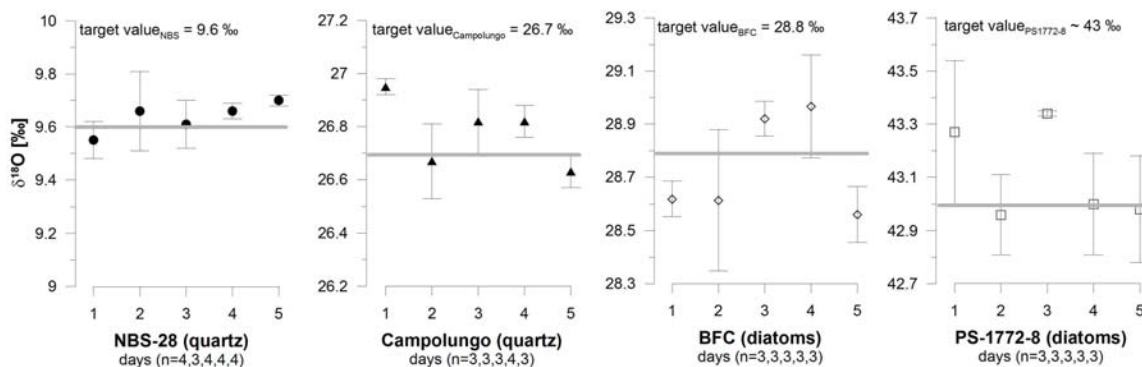 δ18O [‰]
target valueNBS = 9.6 ‰
10
9.8
9.6
9.4
9.2
9
1 2 3 4 5
NBS-28 (quartz)
days (n=4,3,4,4,4)
target valueCampolungo = 26.7 ‰
27.2
27
26.8
26.6
26.4
26.2
1 2 3 4 5
Campolungo (quartz)
days (n=3,3,3,4,3)
target valueBFC = 28.8 ‰
29.3
29.1
28.9
28.7
28.5
28.3
1 2 3 4 5
BFC (diatoms)
days (n=3,3,3,3,3)
target valuePS1772-8 ~ 43 ‰
43.7
43.5
43.3
43.1
42.9
42.7
1 2 3 4 5
PS-1772-8 (diatoms)
days (n=3,3,3,3,3)